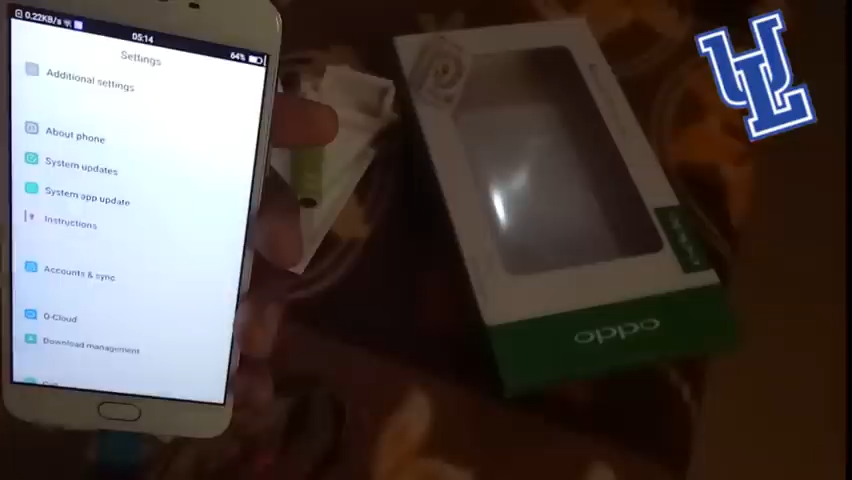 0.22KB/s
05:14
64%
Settings
Additional settings
About phone
System updates
System app update
Instructions
Accounts & sync
O-Cloud
Download management
oppo
UL